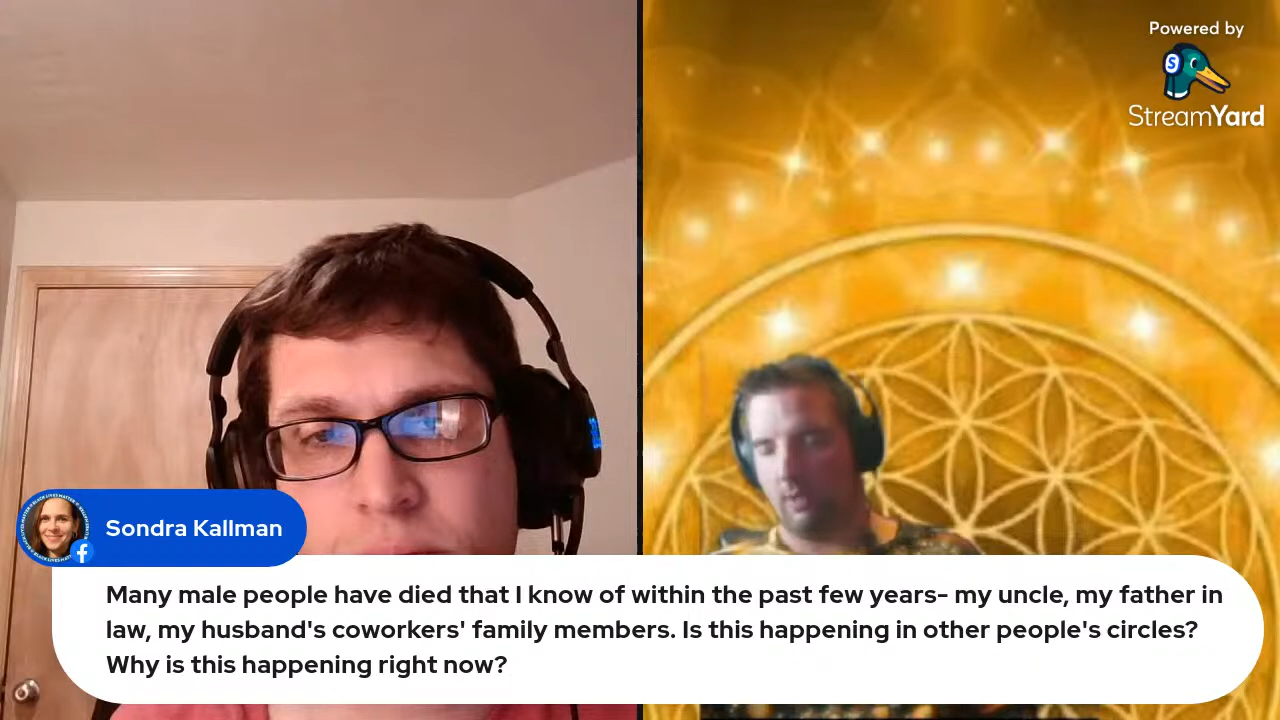 Powered by
StreamYard
Sondra Kallman
Many male people have died that I know of within the past few years- my uncle, my father in
law, my husband's coworkers' family members. Is this happening in other people's circles?
Why is this happening right now?